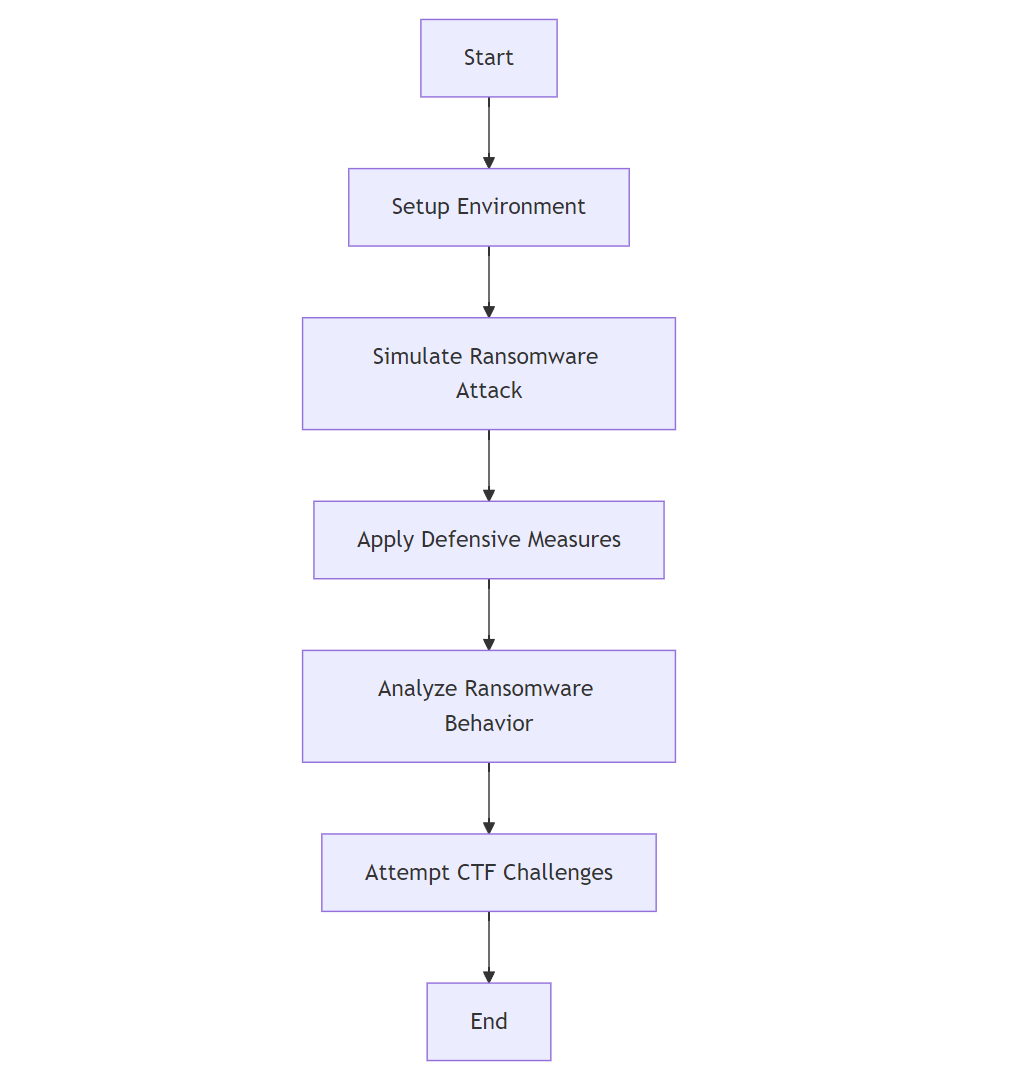 Start
Setup Environment
Simulate Ransomware
Attack
Apply Defensive Measures
Analyze Ransomware
Behavior
Attempt CTF Challenges
End